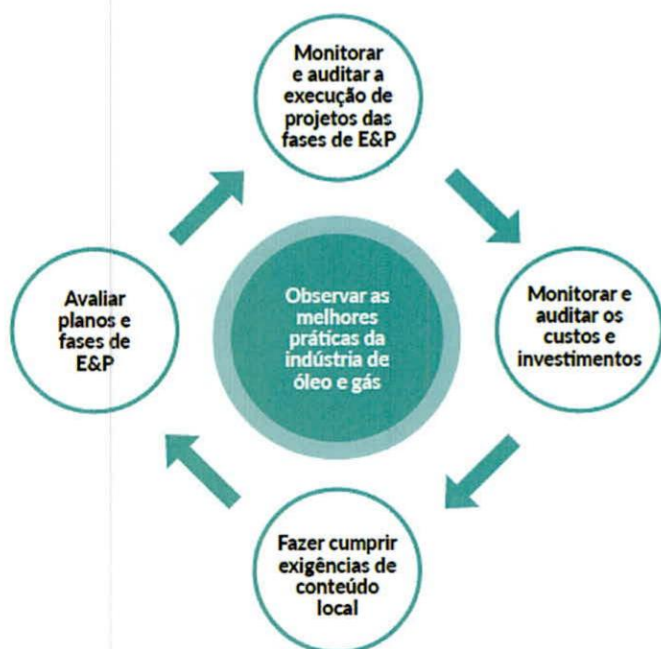 Monitorar
e auditar a
execução de
projetos das
fases de E&P
Avaliar
planos e
fases de
E&P
Observar as
melhores
práticas da
indústria de
óleo e gás
Monitorar e
auditar os
custos e
investimentos
Fazer cumprir
exigências de
conteúdo
local